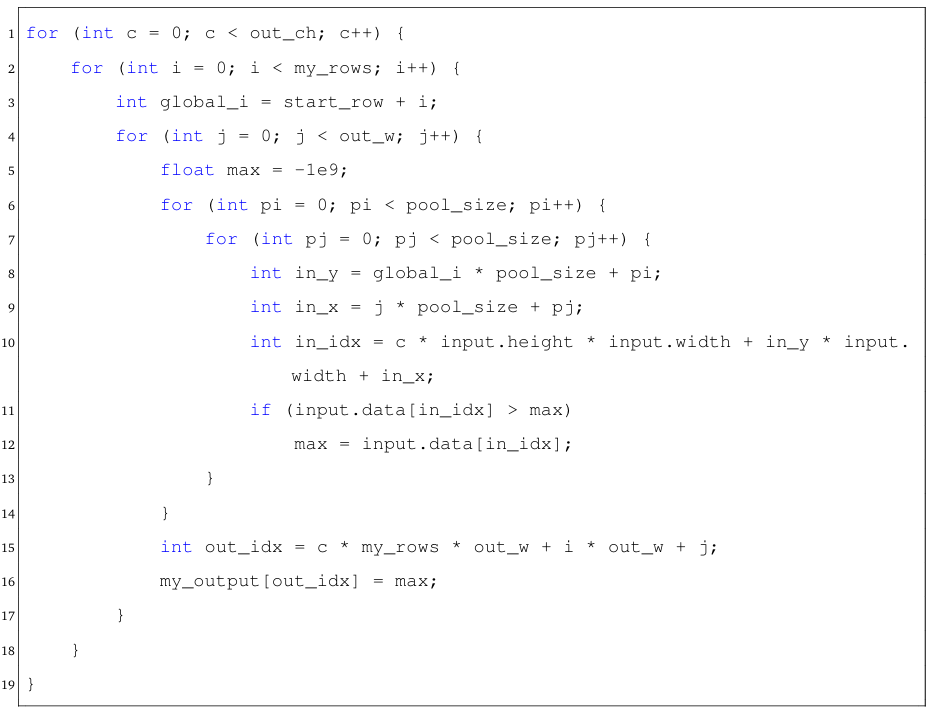 1 for (int c = 0; c < out_ch; c++) {
2     for (int i = 0; i < my_rows; i++) {
3         int global_i = start_row + i;
4         for (int j = 0; j < out_w; j++) {
5             float max = -1e9;
6             for (int pi = 0; pi < pool_size; pi++) {
7                 for (int pj = 0; pj < pool_size; pj++) {
8                     int in_y = global_i * pool_size + pi;
9                     int in_x = j * pool_size + pj;
10                     int in_idx = c * input.height * input.width + in_y * input.
                        width + in_x;
11                     if (input.data[in_idx] > max)
12                         max = input.data[in_idx];
13                 }
14             }
15             int out_idx = c * my_rows * out_w + i * out_w + j;
16             my_output[out_idx] = max;
17         }
18     }
19 }